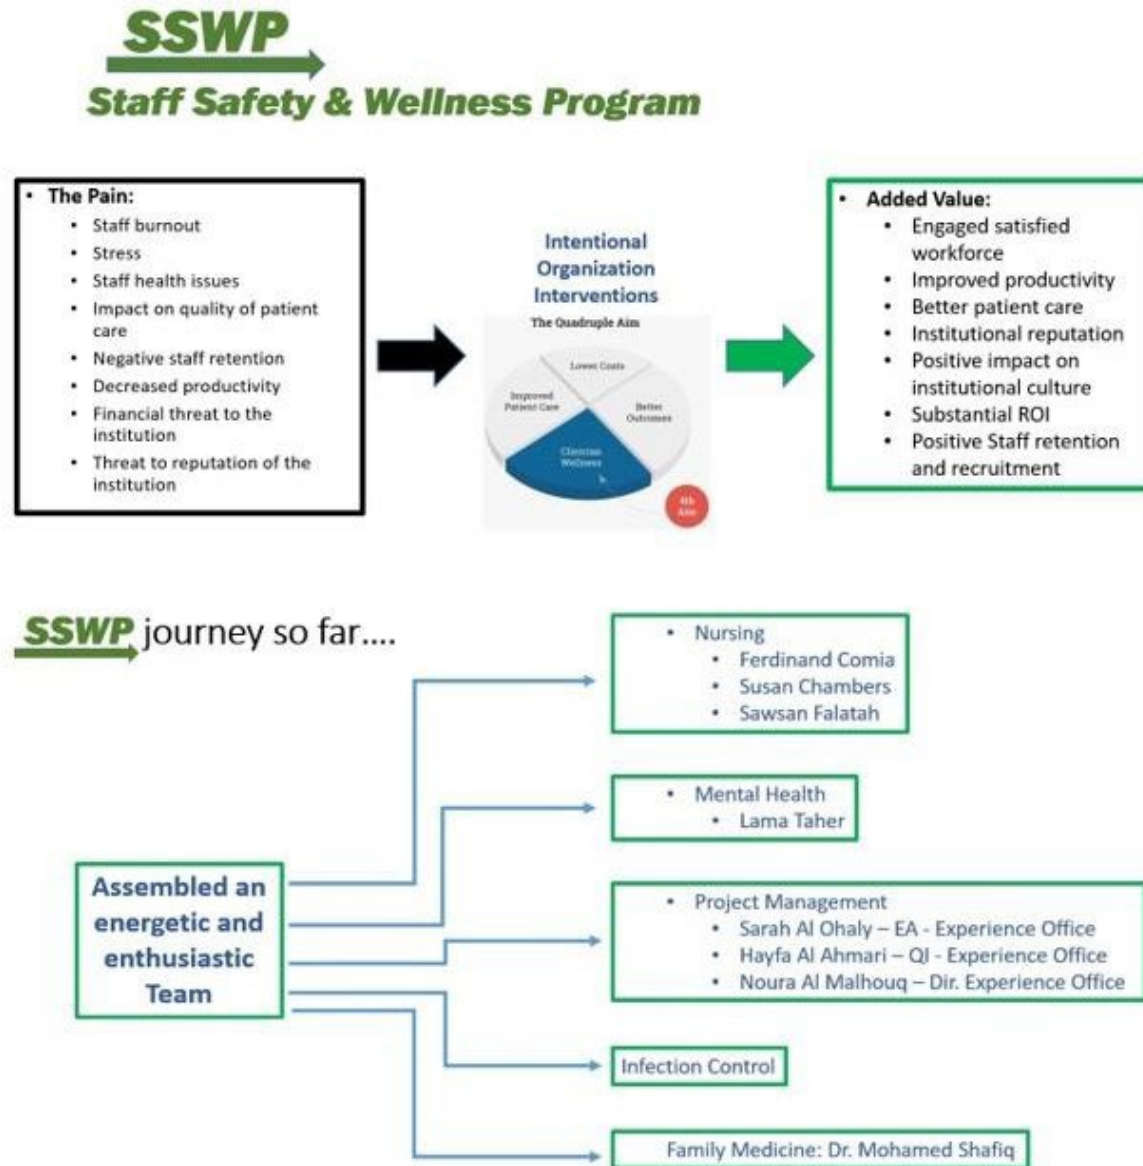 SSWP
Staff Safety & Wellness Program
• The Pain:
• Staff burnout
• Stress
• Staff health issues
• Impact on quality of patient
care
• Negative staff retention
• Decreased productivity
• Financial threat to the
institution
• Threat to reputation of the
institution
Intentional
Organization
Interventions
The Quadruple Aim
Lower Costs
Improved
Patient Care
Better
Outcomes
Clinician
Wellness
4th
Aim
• Added Value:
• Engaged satisfied
workforce
• Improved productivity
• Better patient care
• Institutional reputation
• Positive impact on
institutional culture
• Substantial ROI
• Positive Staff retention
and recruitment
SSWP journey so far....
Assembled an
energetic and
enthusiastic
Team
• Nursing
• Ferdinand Comia
• Susan Chambers
• Sawsan Falatah
• Mental Health
• Lama Taher
• Project Management
• Sarah Al Ohaly – EA - Experience Office
• Hayfa Al Ahmari – QI - Experience Office
• Noura Al Malhouq – Dir. Experience Office
Infection Control
Family Medicine: Dr. Mohamed Shafiq